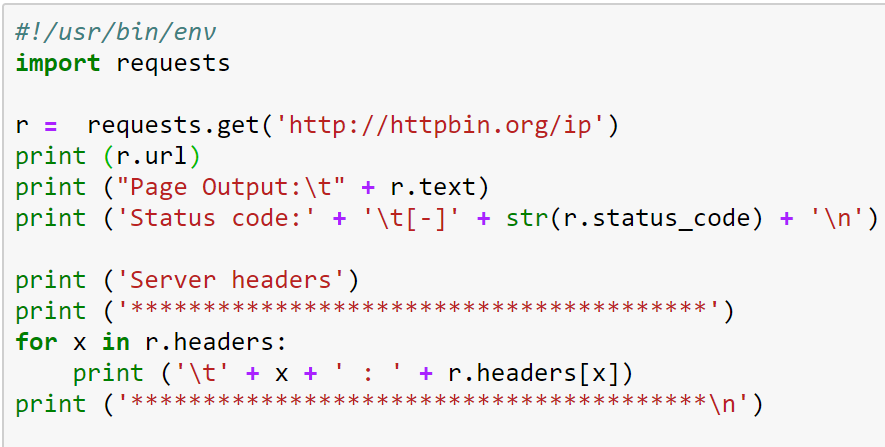 #!/usr/bin/env
import requests
r =  requests.get('http://httpbin.org/ip')
print (r.url)
print ("Page Output:\t" + r.text)
print ('Status code:' + '\t[-]' + str(r.status_code) + '\n')
print ('Server headers')
print ('****************************************')
for x in r.headers:
    print ('\t' + x + ' : ' + r.headers[x])
print ('****************************************\n')